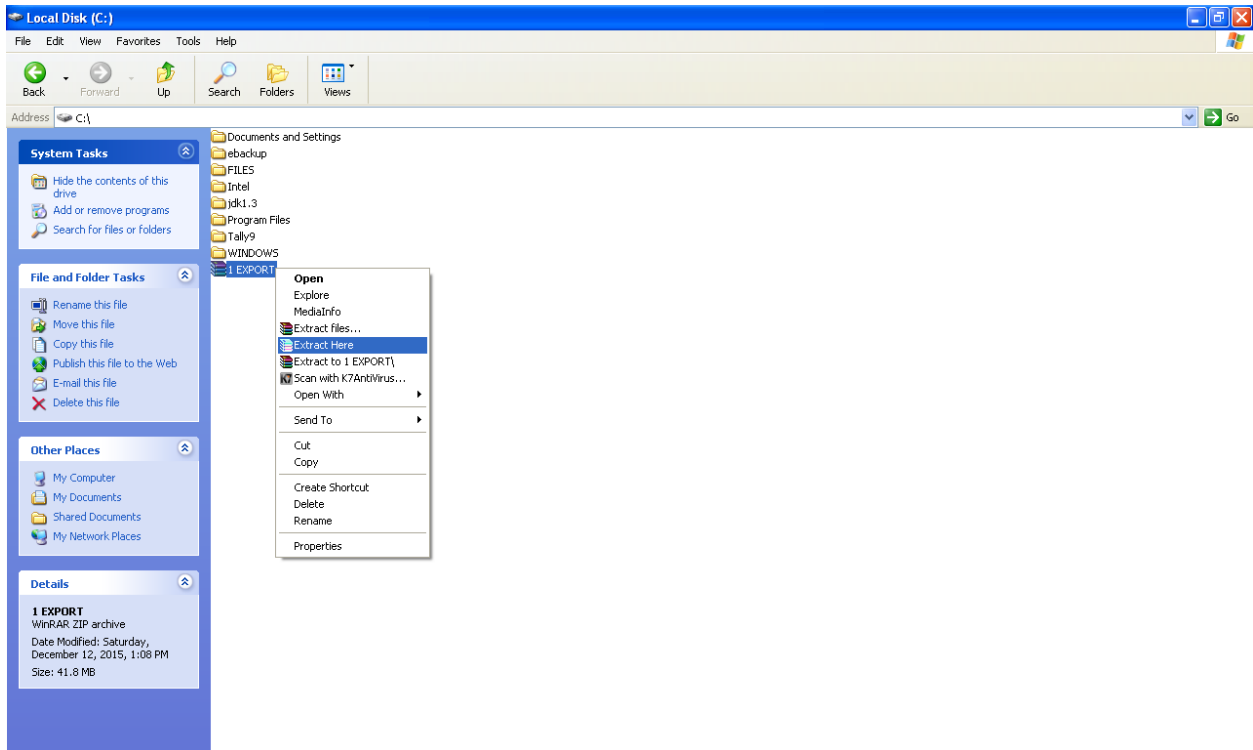 Local Disk (C:)
File Edit View Favorites Tools Help
Back Forward Up Search Folders Views
Address C:\ Go
System Tasks
Hide the contents of this
drive
Add or remove programs
Search for files or folders
File and Folder Tasks
Rename this file
Move this file
Copy this file
Publish this file to the Web
E-mail this file
Delete this file
Other Places
My Computer
My Documents
Shared Documents
My Network Places
Details
1 EXPORT
WinRAR ZIP archive
Date Modified: Saturday,
December 12, 2015, 1:08 PM
Size: 41.8 MB
Documents and Settings
ebackup
FILES
Intel
jdk1.3
Program Files
Tally9
WINDOWS
1 EXPORT
Open
Explore
MediaInfo
Extract files...
Extract Here
Extract to 1 EXPORT\
K7 Scan with K7AntiVirus...
Open With
Send To
Cut
Copy
Create Shortcut
Delete
Rename
Properties